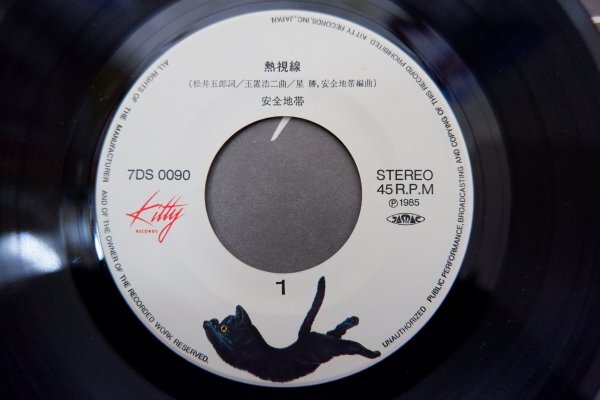 熱視線
(松井五郎詞/玉置浩二曲/星 勝,安全地帯編曲)
安全地帯
7DS 0090
STEREO
45 R.P.M
Ⓟ1985
JASRAC
Kitty
RECORDS
1
ALL RIGHTS OF THE MANUFACTURER AND OF THE OWNER OF THE RECORDED WORK RESERVED.
UNAUTHORIZED PUBLIC PERFORMANCE, BROADCASTING AND COPYING OF THIS RECORD PROHIBITED. KITTY RECORDS, INC., JAPAN